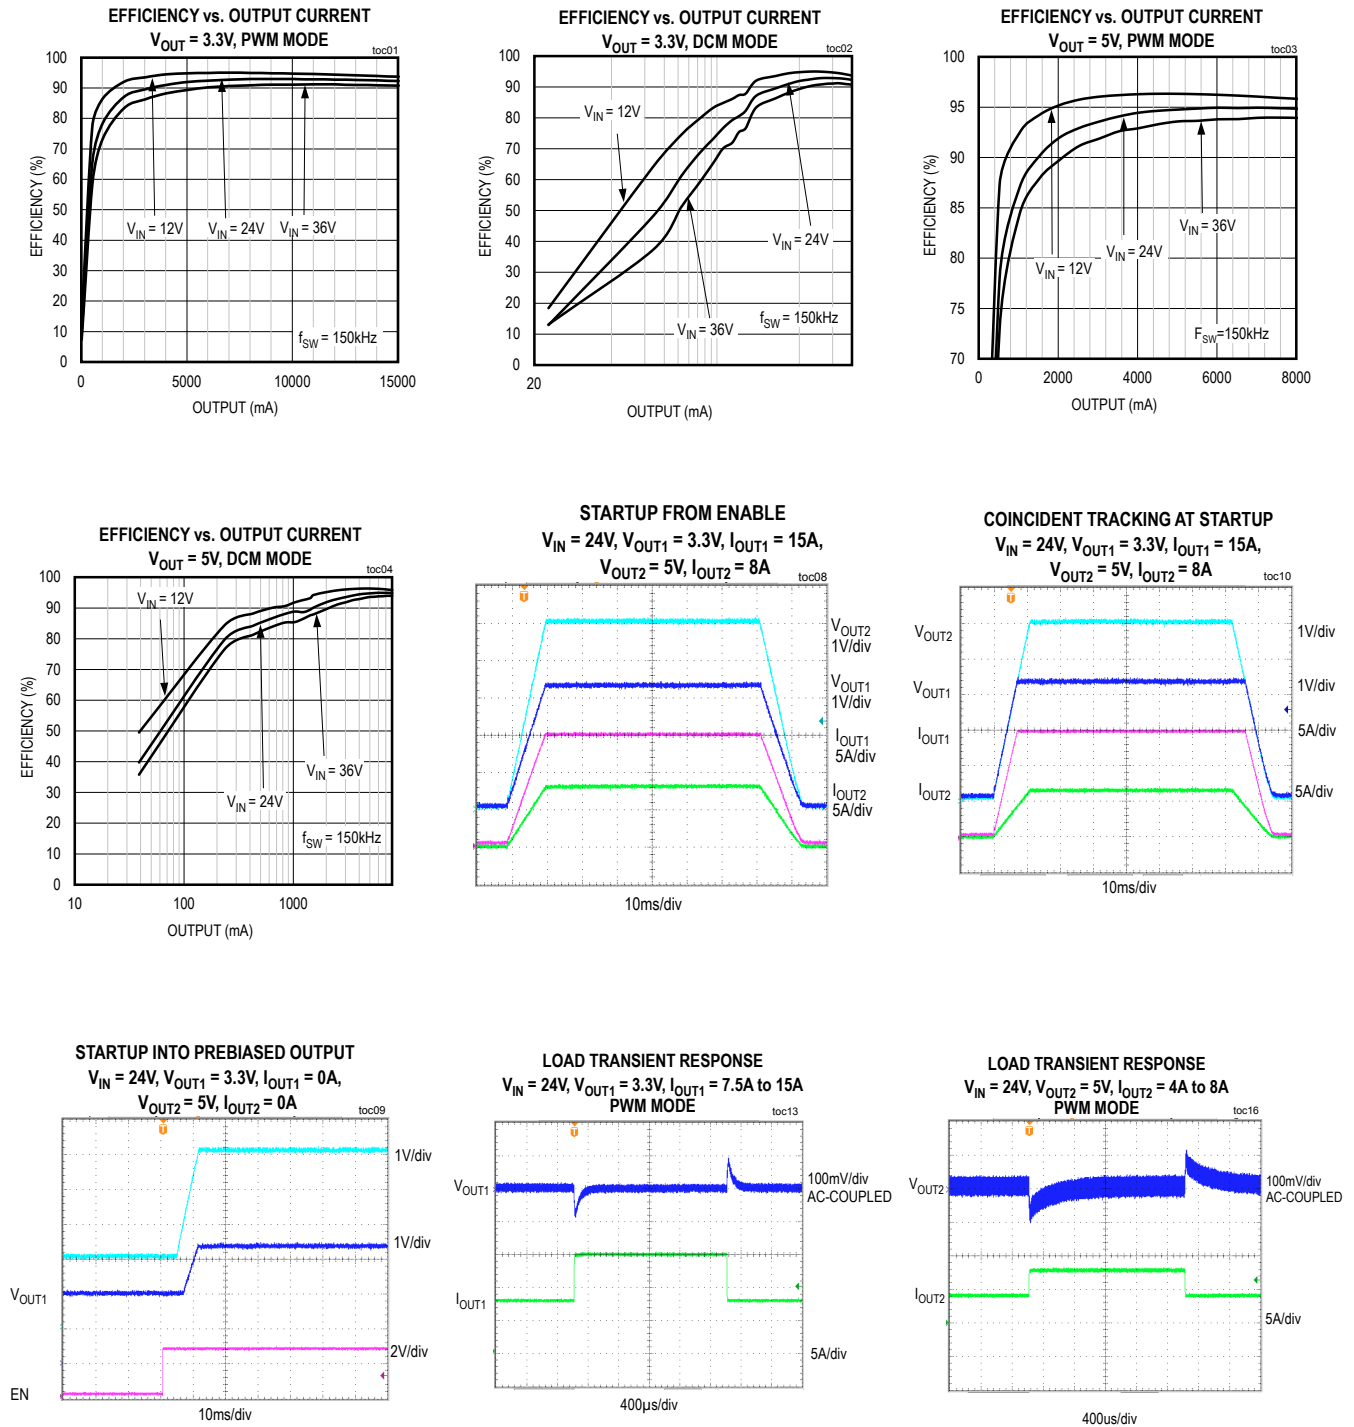 EFFICIENCY vs. OUTPUT CURRENT
VOUT = 3.3V, PWM MODE
toc01
100
90
80
70
60
50
40
30
20
10
0
EFFICIENCY (%)
VIN = 12V
VIN = 24V
VIN = 36V
fSW = 150kHz
0
5000
10000
15000
OUTPUT (mA)
EFFICIENCY vs. OUTPUT CURRENT
VOUT = 3.3V, DCM MODE
toc02
100
90
80
70
60
50
40
30
20
10
0
EFFICIENCY (%)
VIN = 12V
VIN = 24V
VIN = 36V
fSW = 150kHz
20
OUTPUT (mA)
EFFICIENCY vs. OUTPUT CURRENT
VOUT = 5V, PWM MODE
toc03
100
95
90
85
80
75
70
EFFICIENCY (%)
VIN = 36V
VIN = 24V
VIN = 12V
FSW=150kHz
0
2000
4000
6000
8000
OUTPUT (mA)
EFFICIENCY vs. OUTPUT CURRENT
VOUT = 5V, DCM MODE
toc04
100
90
80
70
60
50
40
30
20
10
0
EFFICIENCY (%)
VIN = 12V
VIN = 36V
VIN = 24V
fSW = 150kHz
10
100
1000
OUTPUT (mA)
STARTUP FROM ENABLE
VIN = 24V, VOUT1 = 3.3V, IOUT1 = 15A,
VOUT2 = 5V, IOUT2 = 8A
toc08
T
VOUT2
1V/div
VOUT1
1V/div
IOUT1
5A/div
IOUT2
5A/div
10ms/div
COINCIDENT TRACKING AT STARTUP
VIN = 24V, VOUT1 = 3.3V, IOUT1 = 15A,
VOUT2 = 5V, IOUT2 = 8A
toc10
T
VOUT2
1V/div
VOUT1
1V/div
IOUT1
5A/div
IOUT2
5A/div
10ms/div
STARTUP INTO PREBIASED OUTPUT
VIN = 24V, VOUT1 = 3.3V, IOUT1 = 0A,
VOUT2 = 5V, IOUT2 = 0A
toc09
T
1V/div
1V/div
VOUT1
2V/div
EN
10ms/div
LOAD TRANSIENT RESPONSE
VIN = 24V, VOUT1 = 3.3V, IOUT1 = 7.5A to 15A
PWM MODE
toc13
T
VOUT1
100mV/div
AC-COUPLED
IOUT1
5A/div
400µs/div
LOAD TRANSIENT RESPONSE
VIN = 24V, VOUT2 = 5V, IOUT2 = 4A to 8A
PWM MODE
toc16
T
VOUT2
100mV/div
AC-COUPLED
IOUT2
5A/div
400us/div